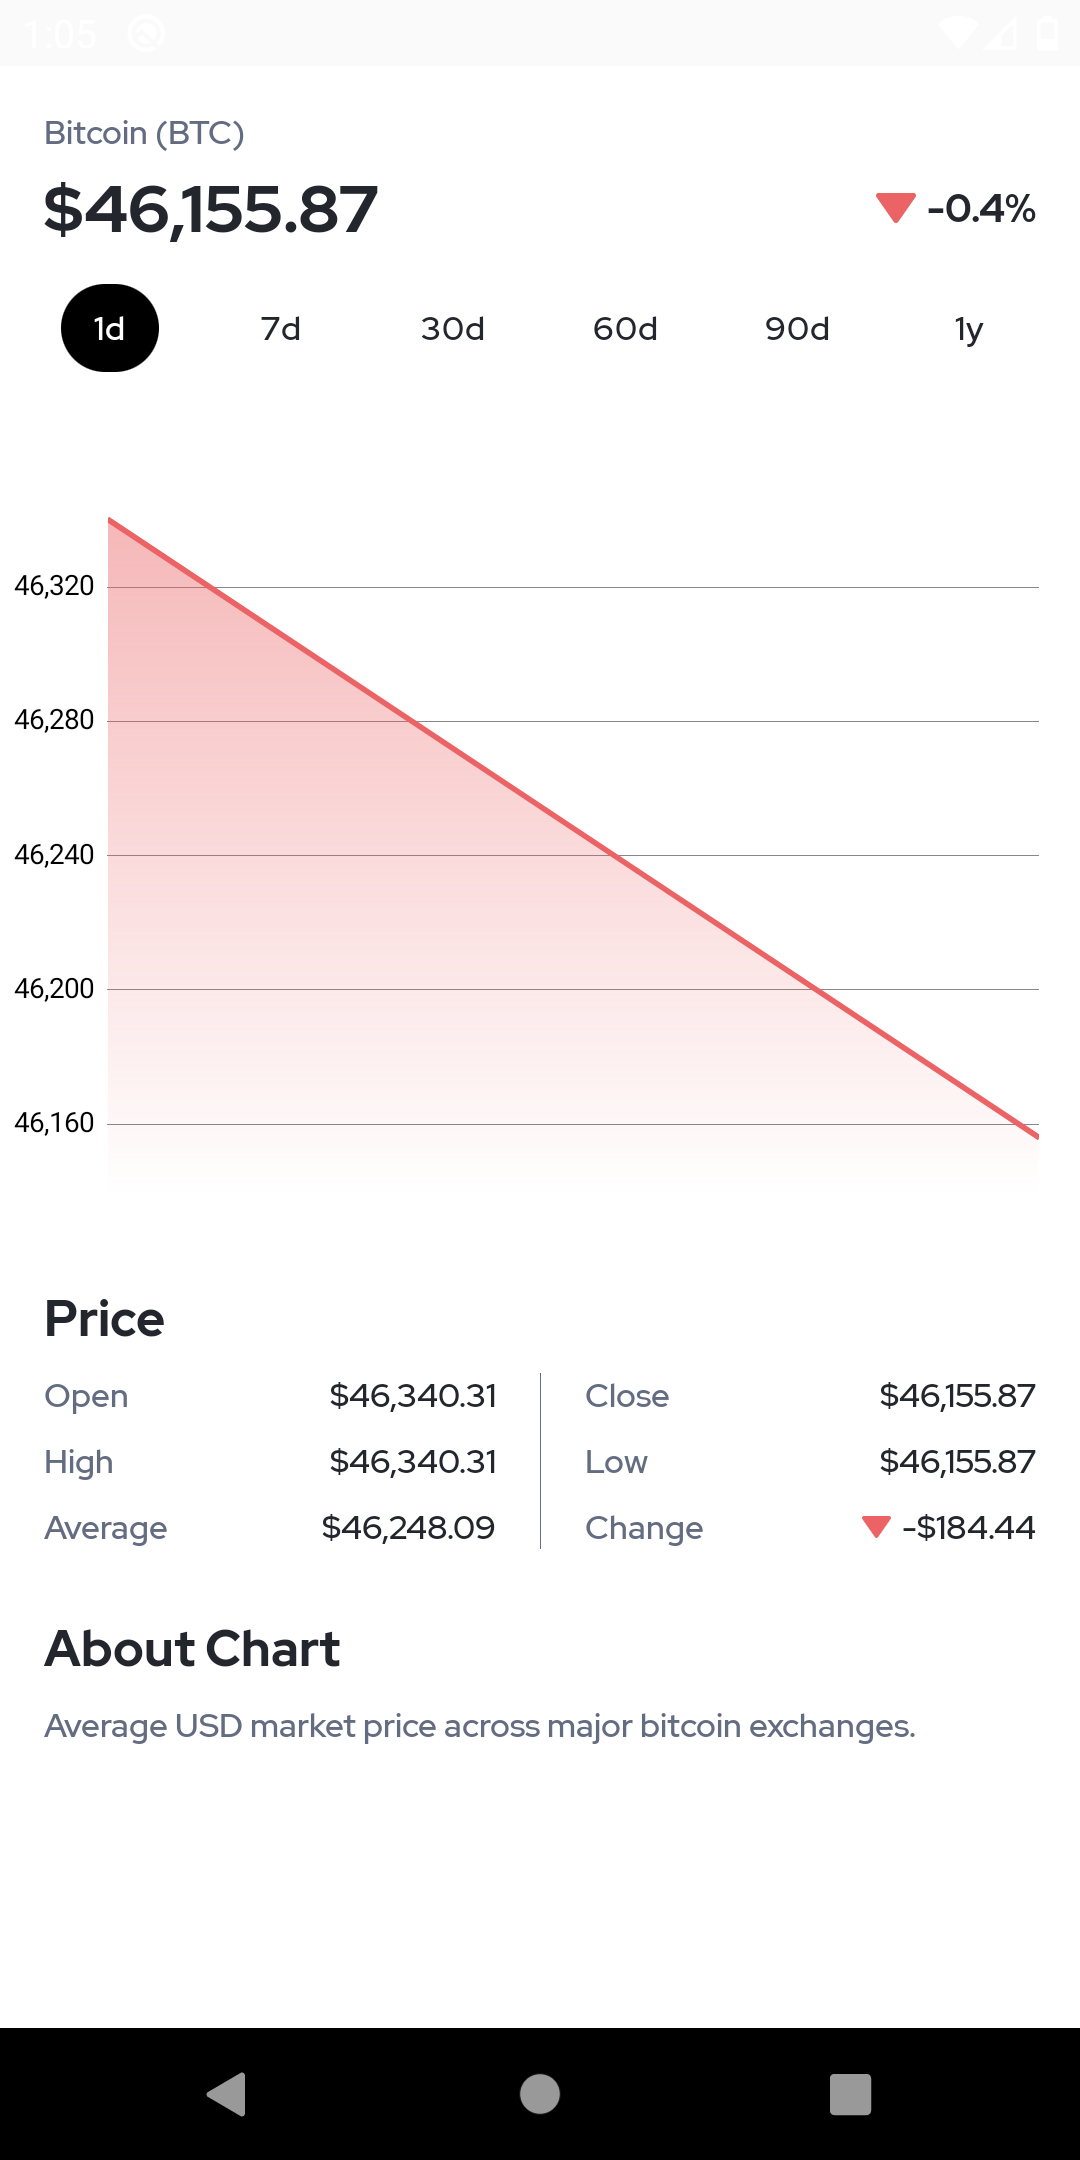 1:05
Bitcoin (BTC)
$46,155.87 -0.4%
1d 7d 30d 60d 90d 1y
46,320
46,280
46,240
46,200
46,160
Price
Open $46,340.31 Close $46,155.87
High $46,340.31 Low $46,155.87
Average $46,248.09 Change -$184.44
About Chart
Average USD market price across major bitcoin exchanges.